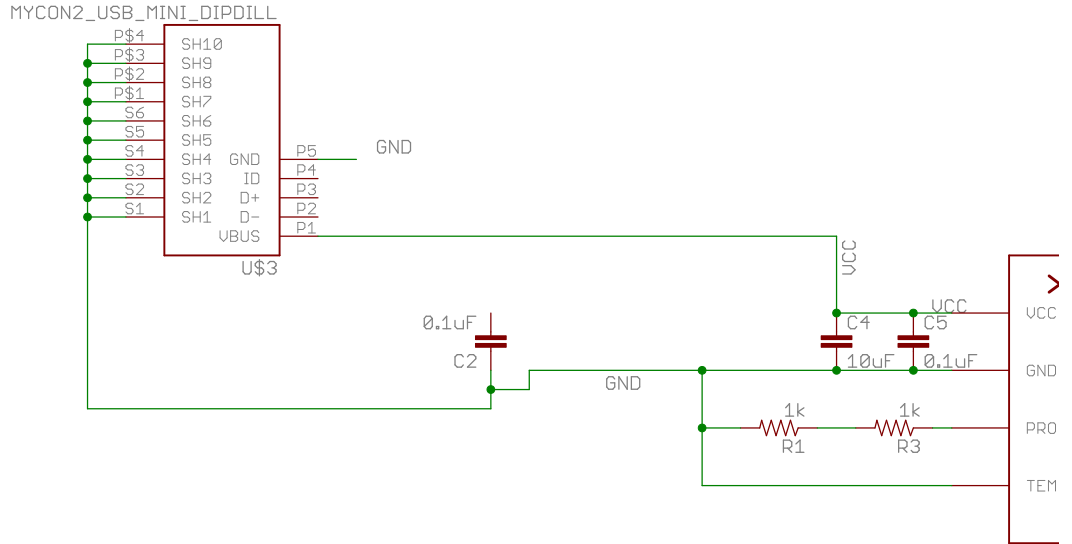 MYCON2_USB_MINI_DIPDILL
P$4 SH10
P$3 SH9
P$2 SH8
P$1 SH7
S6 SH6
S5 SH5
S4 SH4 GND P5 GND
S3 SH3 ID P4
S2 SH2 D+ P3
S1 SH1 D- P2
VBUS P1
U$3
VCC
VCC
VCC
0.1uF
C2
C4
C5
10uF
0.1uF
GND
GND
1k
R1
1k
R3
PRO
TEM